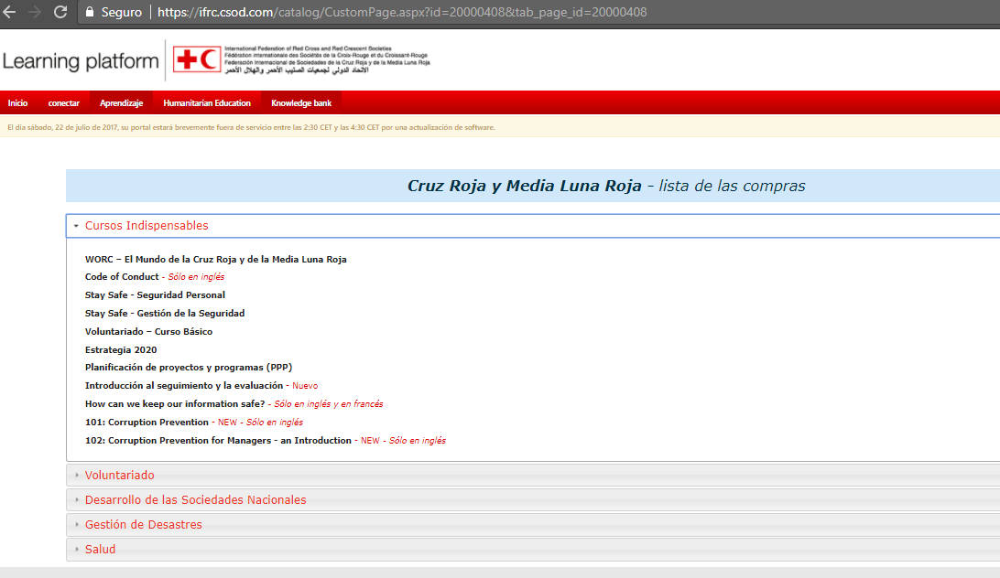 Seguro
https://ifrc.csod.com/catalog/CustomPage.aspx?id=20000408&tab_page_id=20000408
Learning platform
International Federation of Red Cross and Red Crescent Societies
Fédération internationale des Sociétés de la Croix-Rouge et du Croissant-Rouge
Federación Internacional de Sociedades de la Cruz Roja y de la Media Luna Roja
الاتحاد الدولي لجمعيات الصليب الأحمر والهلال الأحمر
Inicio conectar Aprendizaje Humanitarian Education Knowledge bank
El día sábado, 22 de julio de 2017, su portal estará brevemente fuera de servicio entre las 2:30 CET y las 4:30 CET por una actualización de software.
Cruz Roja y Media Luna Roja - lista de las compras
Cursos Indispensables
WORC – El Mundo de la Cruz Roja y de la Media Luna Roja
Code of Conduct - Sólo en inglés
Stay Safe - Seguridad Personal
Stay Safe - Gestión de la Seguridad
Voluntariado – Curso Básico
Estrategia 2020
Planificación de proyectos y programas (PPP)
Introducción al seguimiento y la evaluación - Nuevo
How can we keep our information safe? - Sólo en inglés y en francés
101: Corruption Prevention - NEW - Sólo en inglés
102: Corruption Prevention for Managers - an Introduction - NEW - Sólo en inglés
Voluntariado
Desarrollo de las Sociedades Nacionales
Gestión de Desastres
Salud